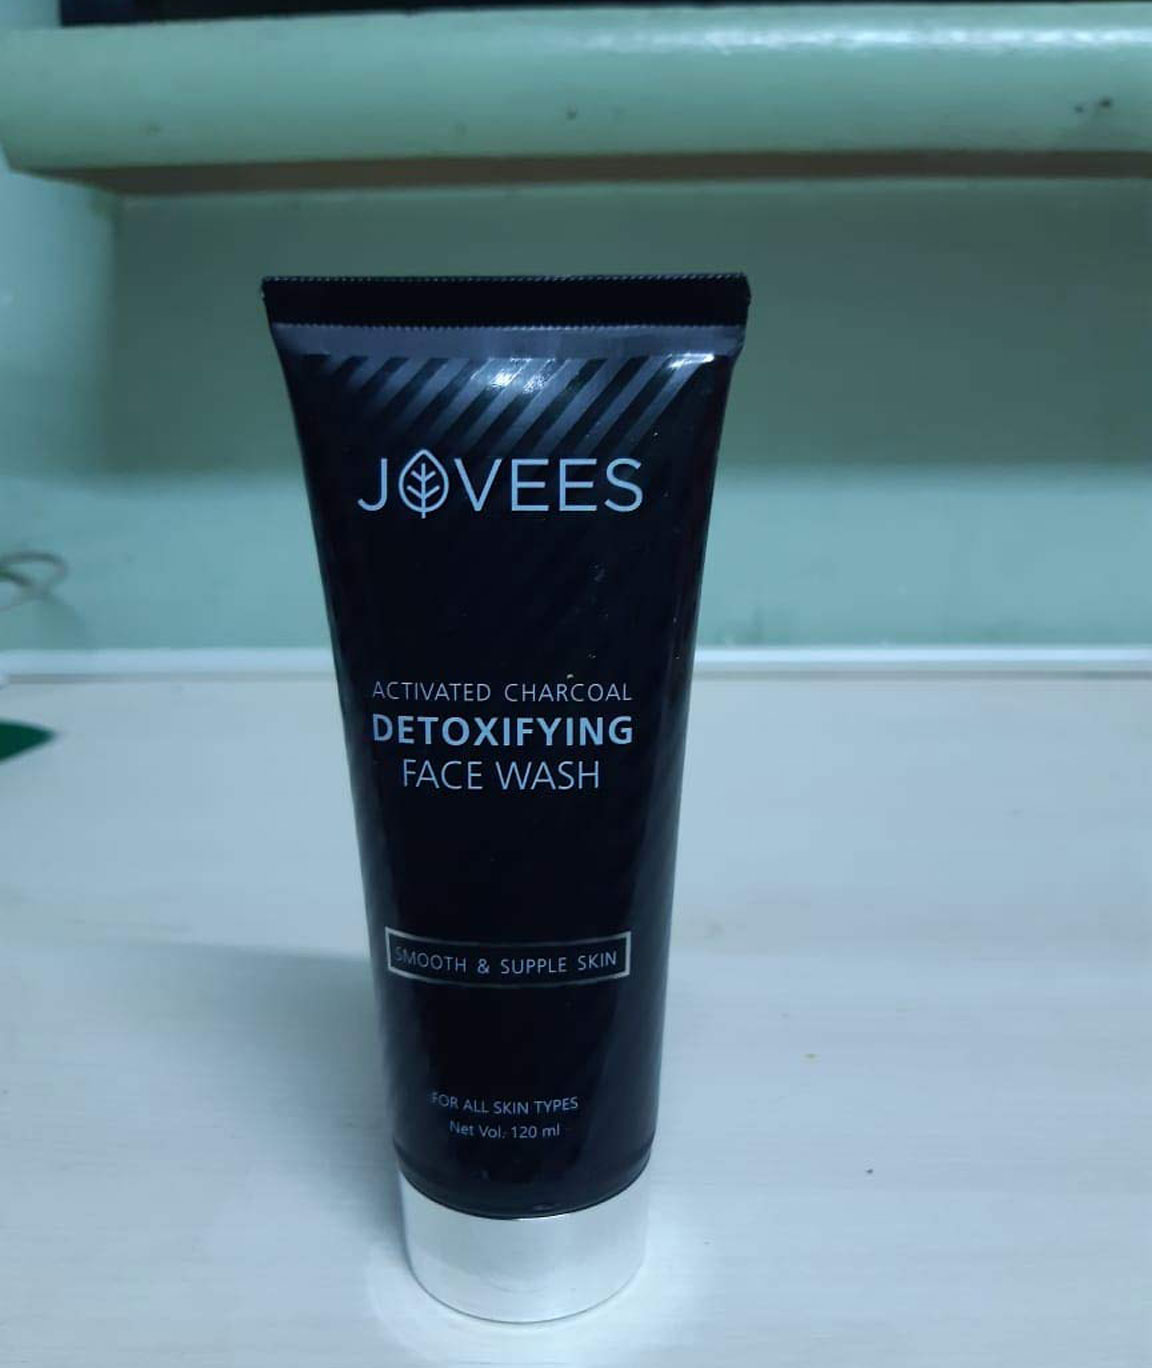 JOVEES
ACTIVATED CHARCOAL
DETOXIFYING
FACE WASH
SMOOTH & SUPPLE SKIN
FOR ALL SKIN TYPES
Net Vol. 120 ml